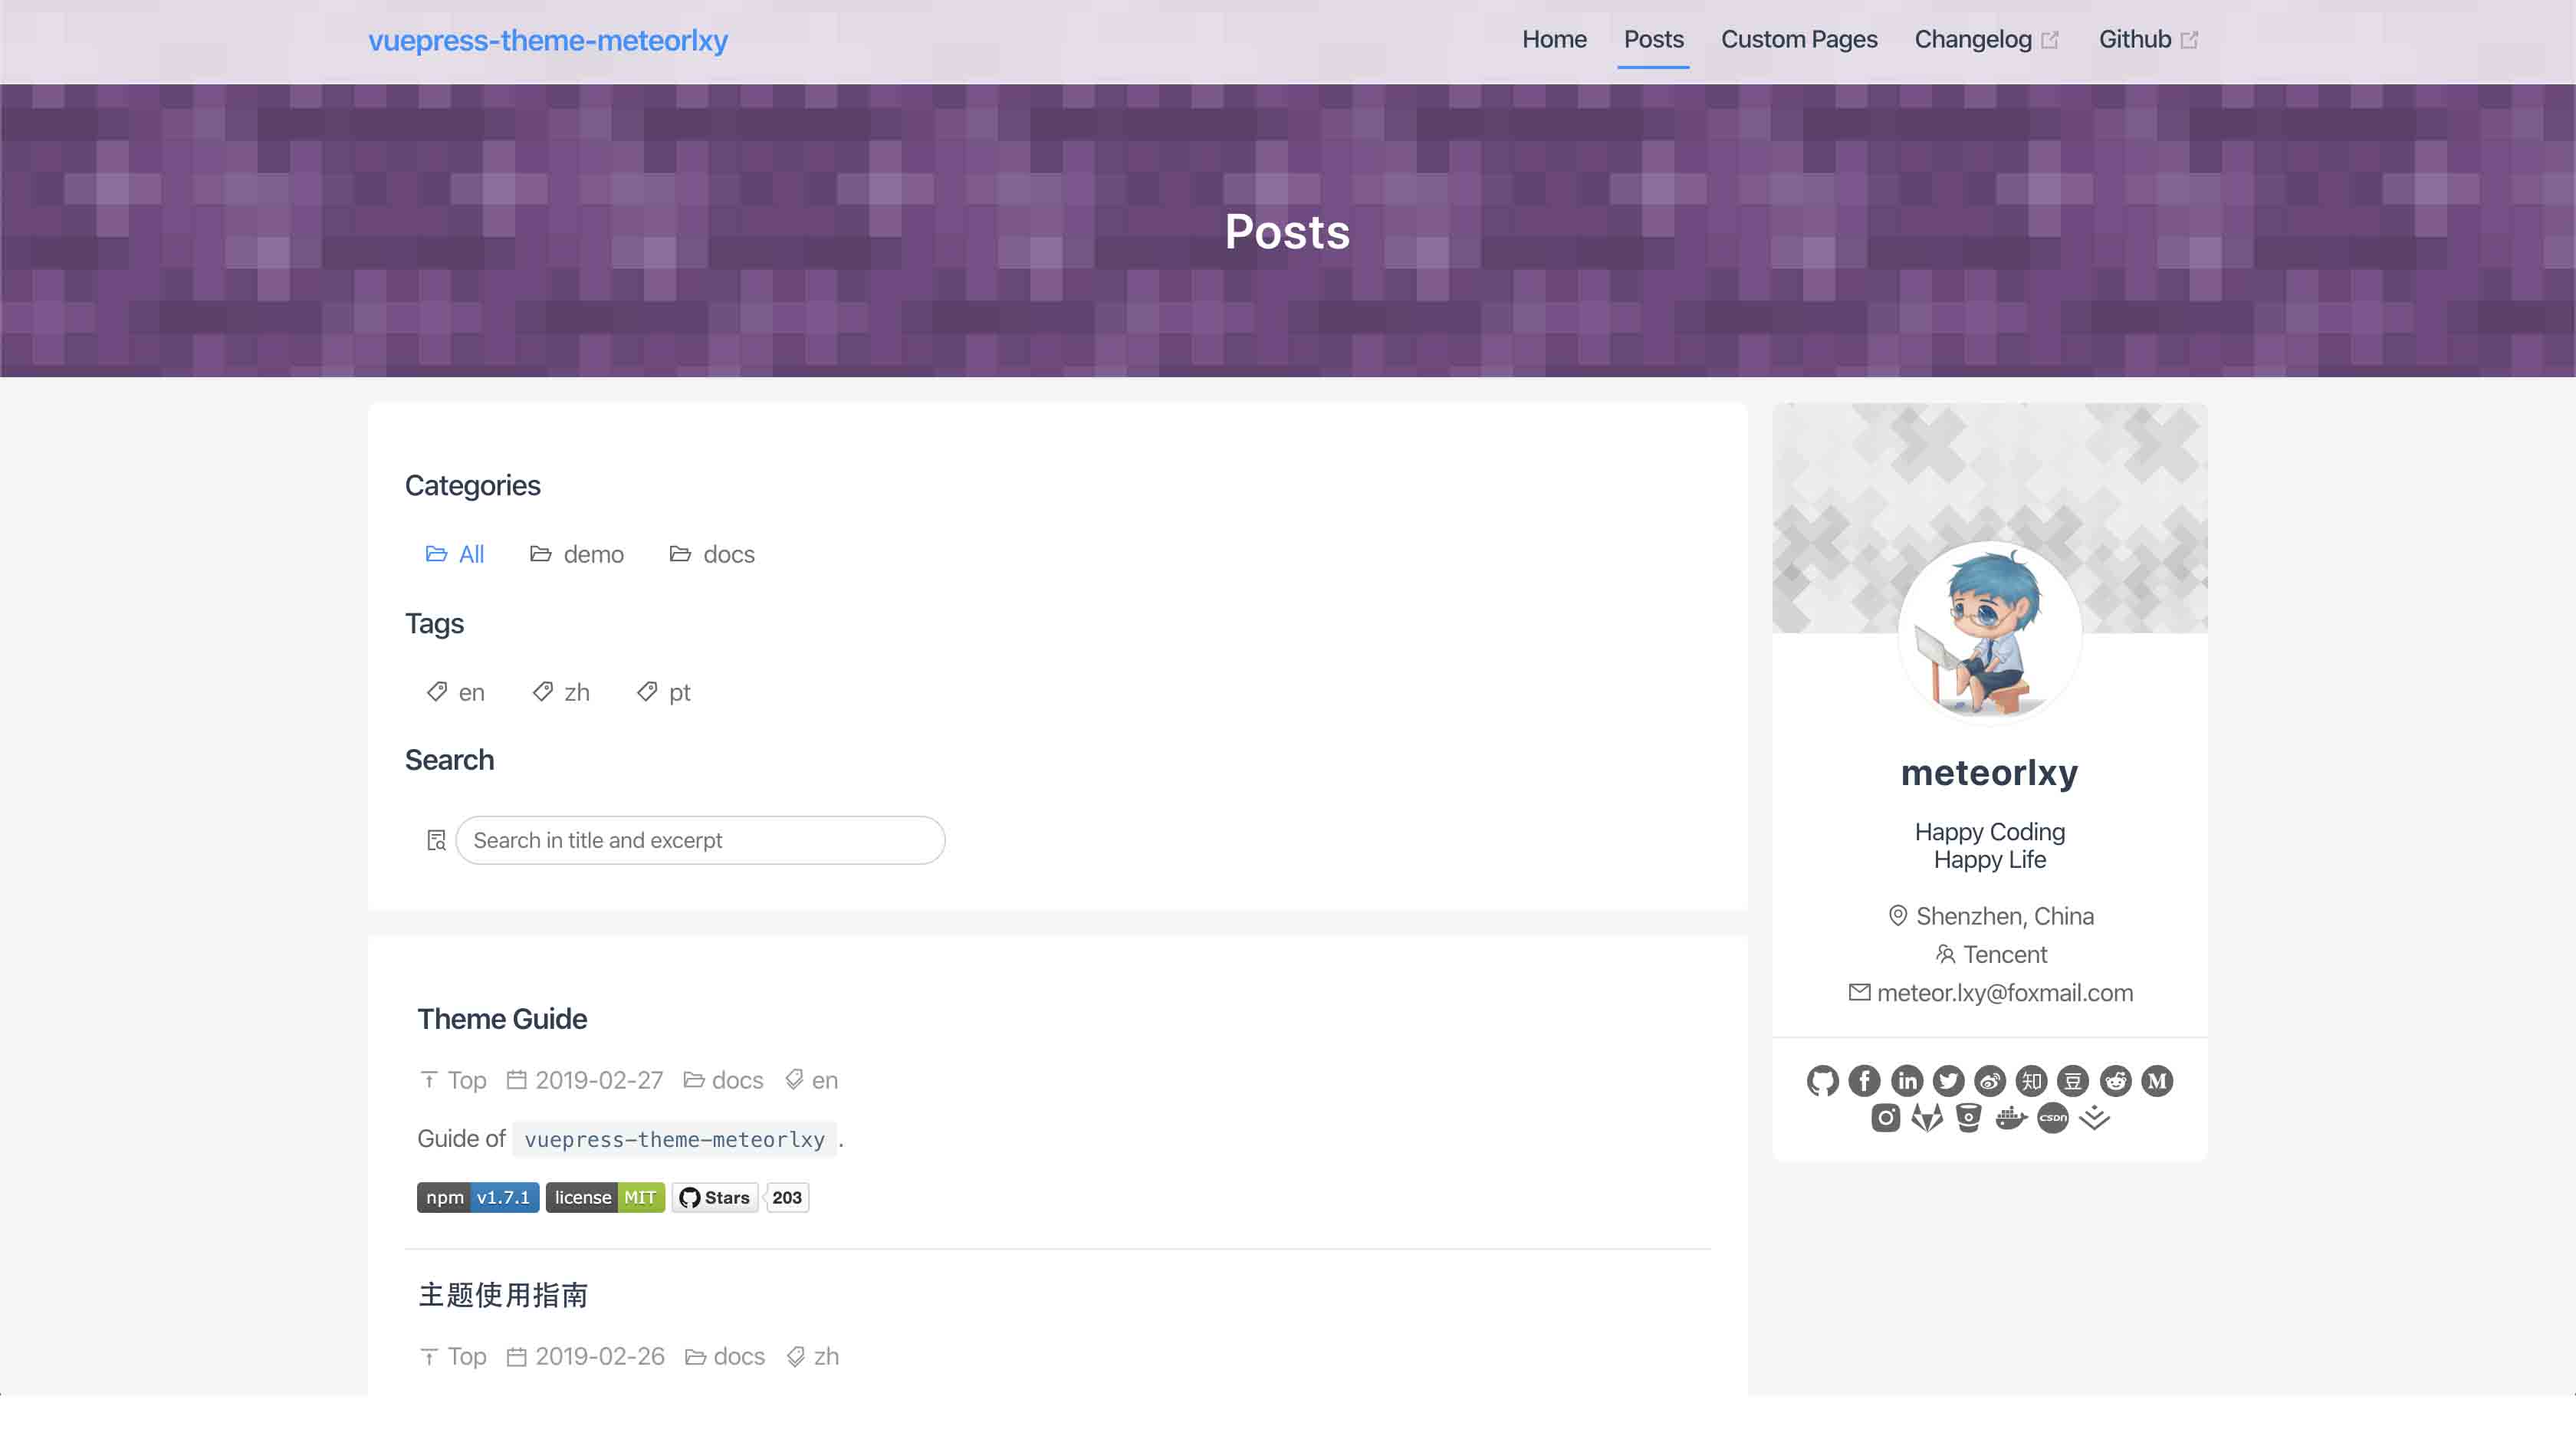 vuepress-theme-meteorlxy
Home Posts Custom Pages Changelog Github
Posts
Categories
All demo docs
Tags
en zh pt
Search
Search in title and excerpt
Theme Guide
Top 2019-02-27 docs en
Guide of vuepress-theme-meteorlxy .
npm v1.7.1 license MIT Stars 203
主题使用指南
Top 2019-02-26 docs zh
meteorlxy
Happy Coding
Happy Life
Shenzhen, China
Tencent
meteor.lxy@foxmail.com
f in 知 豆 M
CSDN